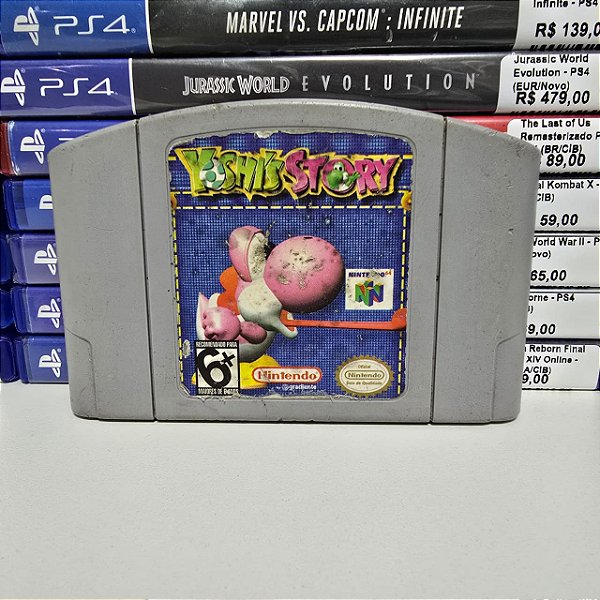 PS4
MARVEL VS. CAPCOM : INFINITE
Infinite - PS4
R$ 139,0
PS4
JURASSIC WORLD EVOLUTION
Jurassic World
Evolution - PS4
(EUR/Novo)
R$ 479,00
The Last of Us
Remasterizado P
(BR/CIB)
89,00
al Kombat X -
CIB)
59,00
World War II - P
ovo)
65,00
orne - PS4
)
9,00
n Reborn Final
XIV Online -
A/CIB)
9,00
YOSHI'S STORY
NINTENDO 64
N
RECOMENDADO PARA
6+
MAIORES DE 6 ANOS
Nintendo
by gradiente
Official
Nintendo
Selo de Qualidade